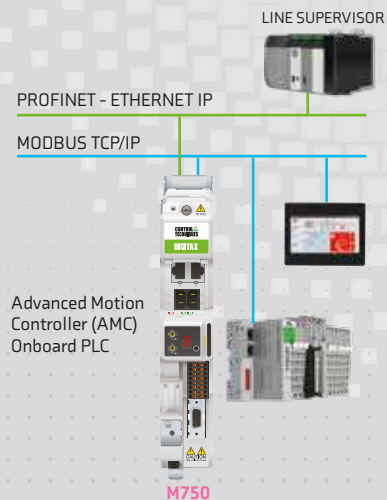 LINE SUPERVISOR
PROFINET - ETHERNET IP
MODBUS TCP/IP
CONTROL
TECHNIQUES
DIGITAX
Advanced Motion
Controller (AMC)
Onboard PLC
M750